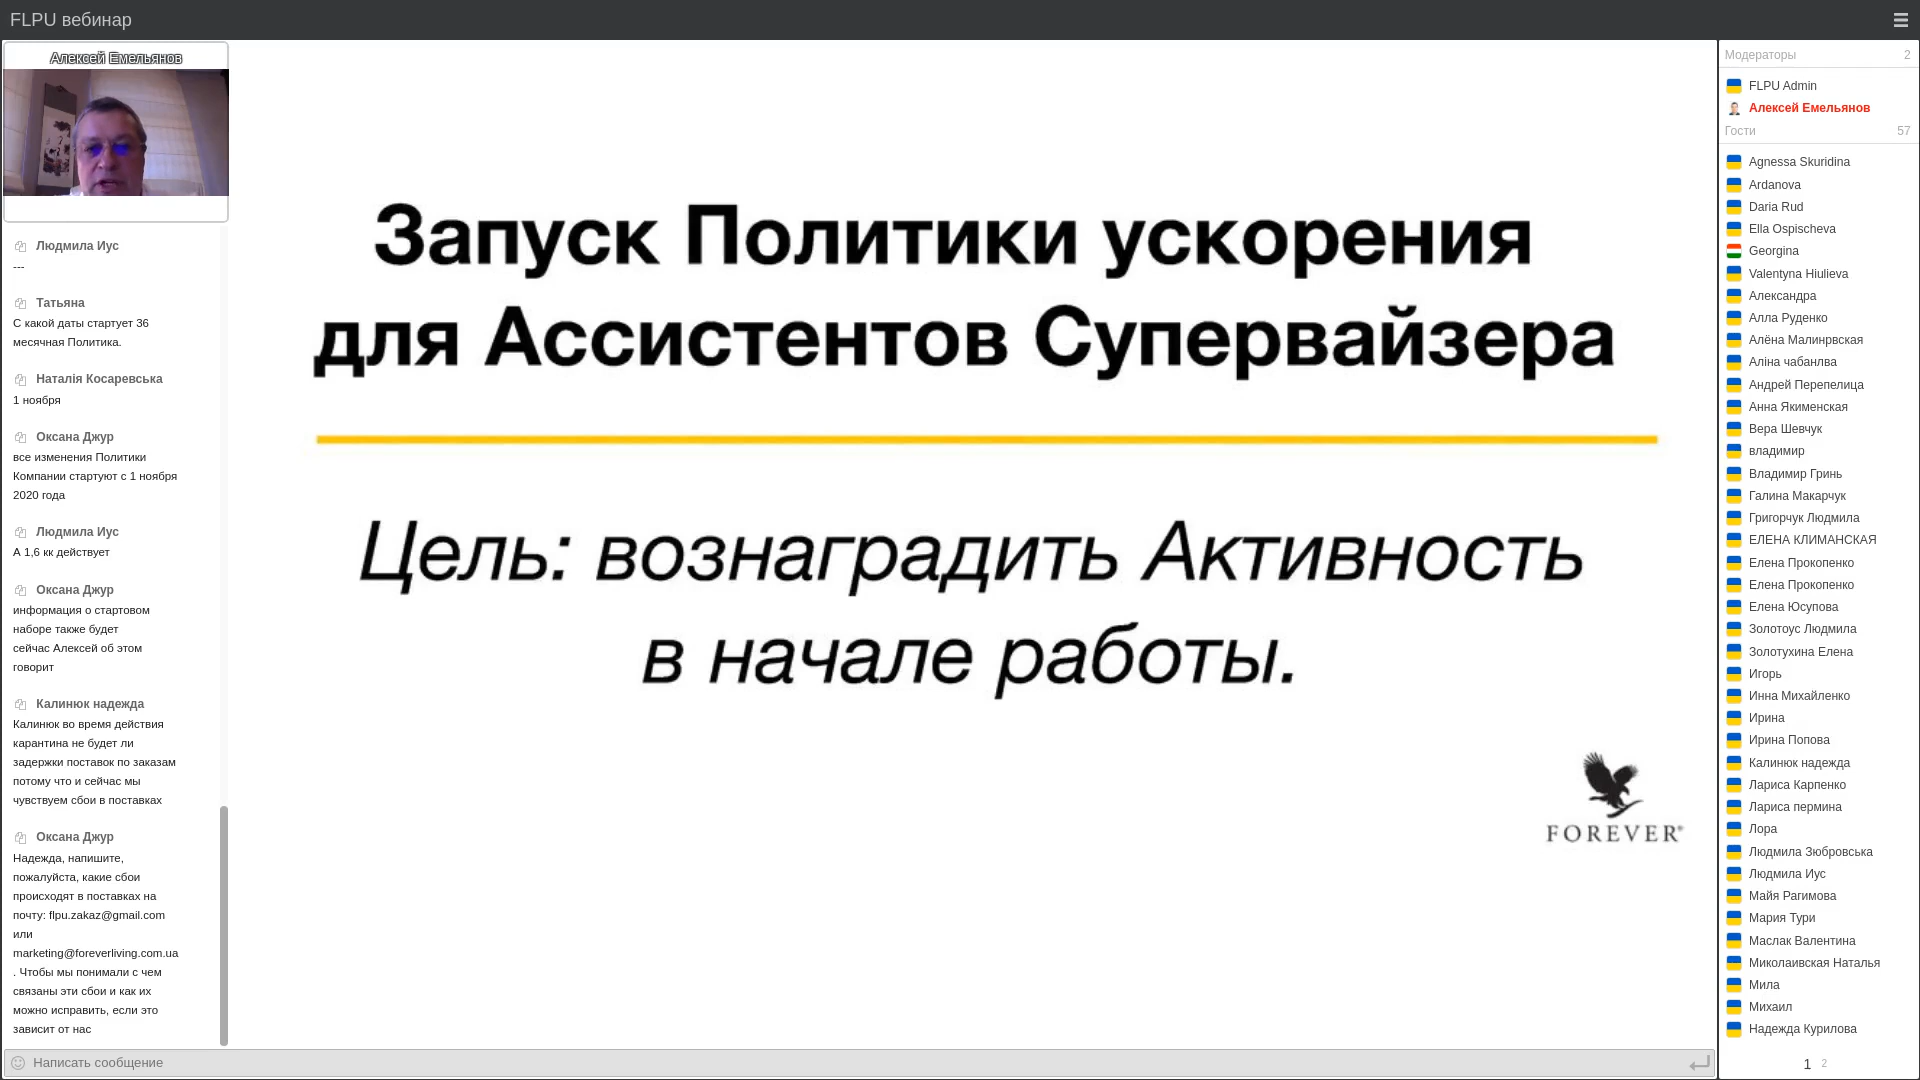 FLPU вебинар
Алексей Емельянов
Людмила Иус
---
Татьяна
С какой даты стартует 36
месячная Политика.
Наталія Косаревська
1 ноября
Оксана Джур
все изменения Политики
Компании стартуют с 1 ноября
2020 года
Людмила Иус
А 1,6 кк действует
Оксана Джур
информация о стартовом
наборе также будет
сейчас Алексей об этом
говорит
Калинюк надежда
Калинюк во время действия
карантина не будет ли
задержки поставок по заказам
потому что и сейчас мы
чувствуем сбои в поставках
Оксана Джур
Надежда, напишите,
пожалуйста, какие сбои
происходят в поставках на
почту: flpu.zakaz@gmail.com
или
marketing@foreverliving.com.ua
. Чтобы мы понимали с чем
связаны эти сбои и как их
можно исправить, если это
зависит от нас
Написать сообщение
Запуск Политики ускорения
для Ассистентов Супервайзера
Цель: вознаградить Активность
в начале работы.
FOREVER®
Модераторы 2
FLPU Admin
Алексей Емельянов
Гости 57
Agnessa Skuridina
Ardanova
Daria Rud
Ella Ospischeva
Georgina
Valentyna Hiulieva
Александра
Алла Руденко
Алёна Малинрвская
Аліна чабанлва
Андрей Перепелица
Анна Якименская
Вера Шевчук
владимир
Владимир Гринь
Галина Макарчук
Григорчук Людмила
ЕЛЕНА КЛИМАНСКАЯ
Елена Прокопенко
Елена Прокопенко
Елена Юсупова
Золотоус Людмила
Золотухина Елена
Игорь
Инна Михайленко
Ирина
Ирина Попова
Калинюк надежда
Лариса Карпенко
Лариса пермина
Лора
Людмила Зюбровська
Людмила Иус
Майя Рагимова
Мария Тури
Маслак Валентина
Миколаивская Наталья
Мила
Михаил
Надежда Курилова
1 2